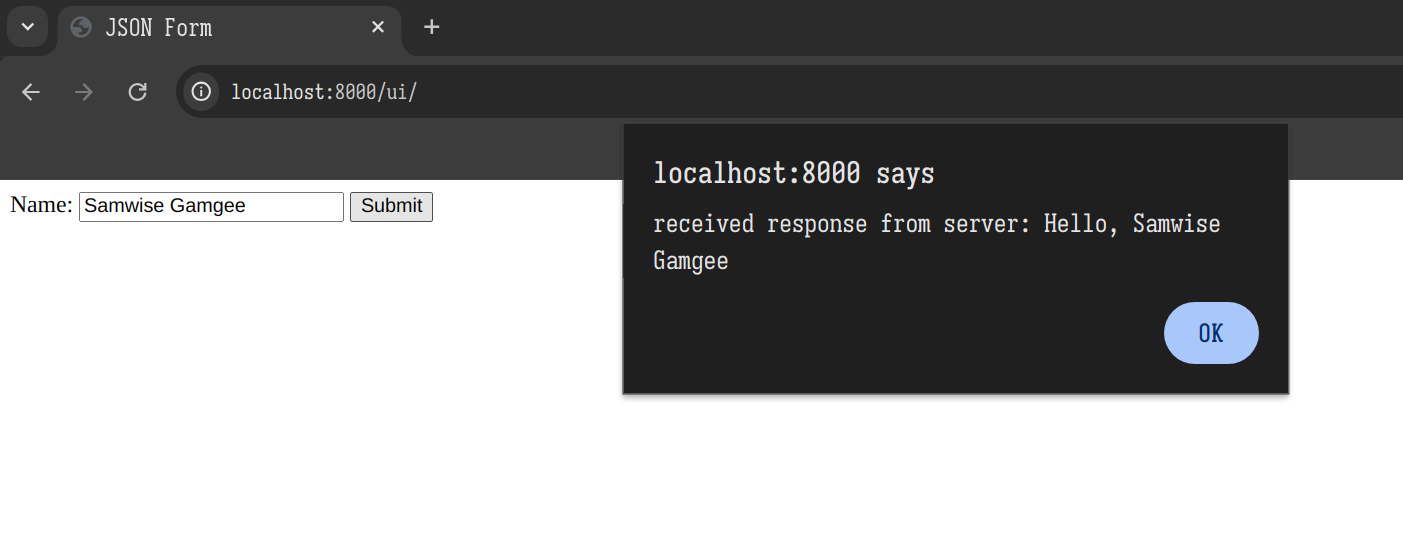 JSON Form
localhost:8000/ui/
localhost:8000 says
received response from server: Hello, Samwise
Gamgee
OK
Name: Samwise Gamgee Submit